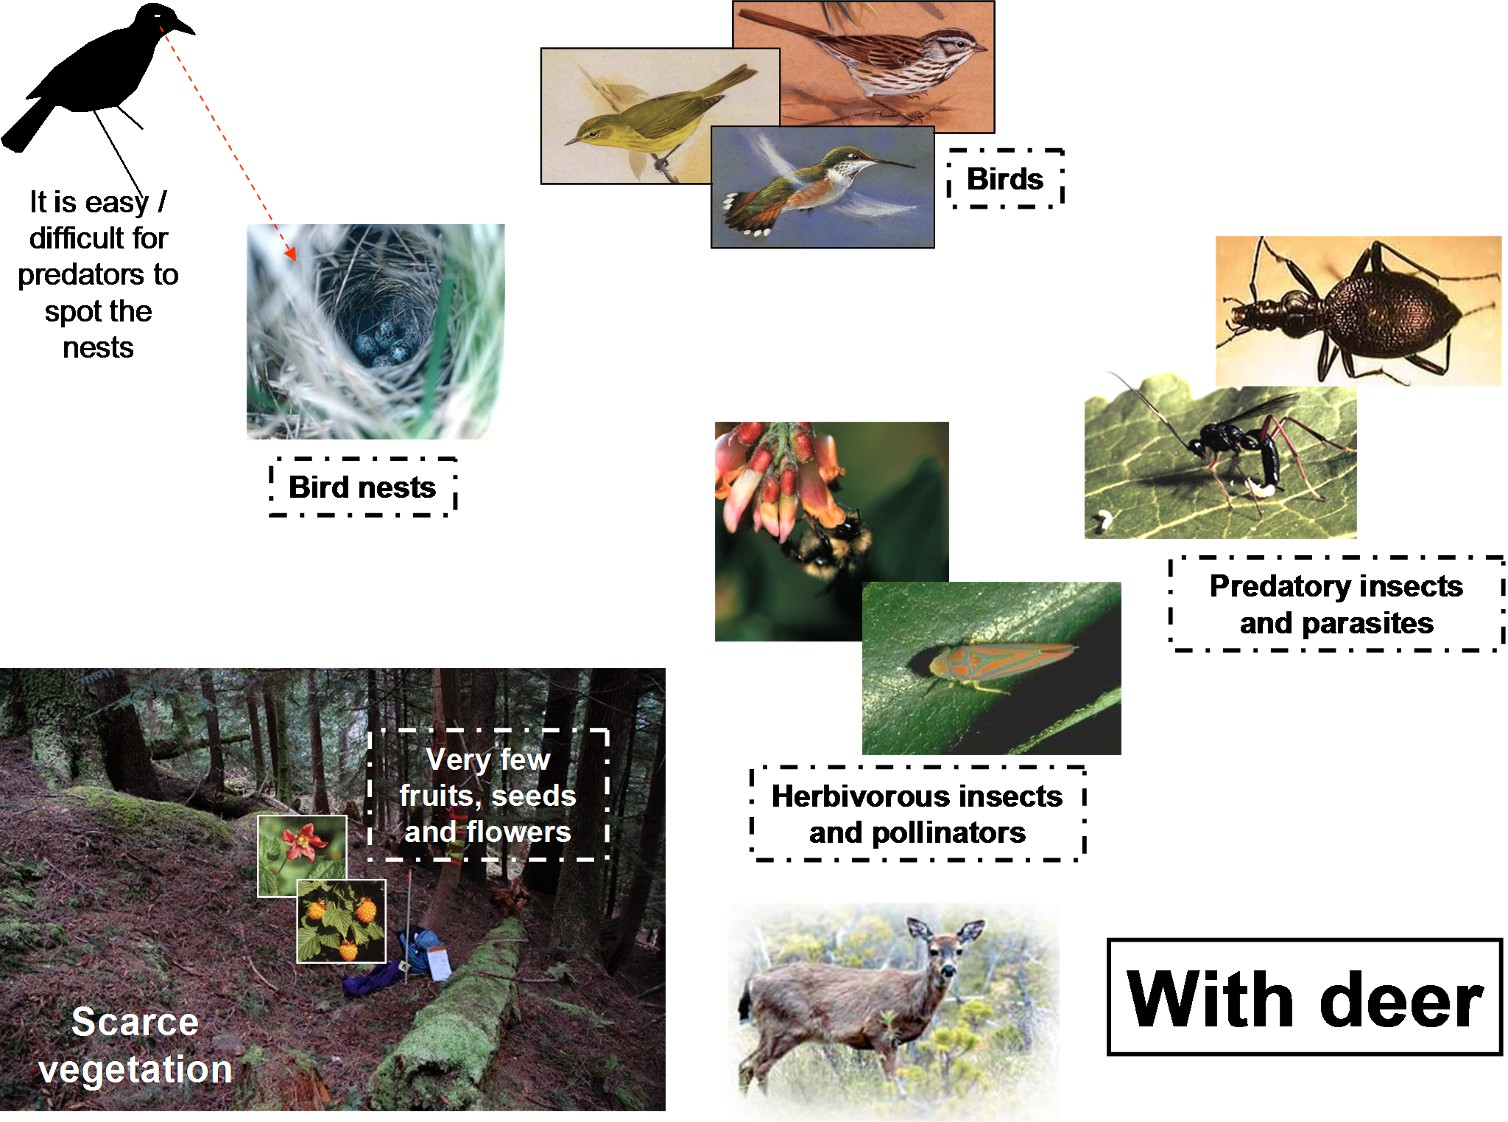 It is easy /
difficult for
predators to
spot the
nests
Birds
Bird nests
Predatory insects
and parasites
Very few
fruits, seeds
and flowers
Herbivorous insects
and pollinators
Scarce
vegetation
With deer